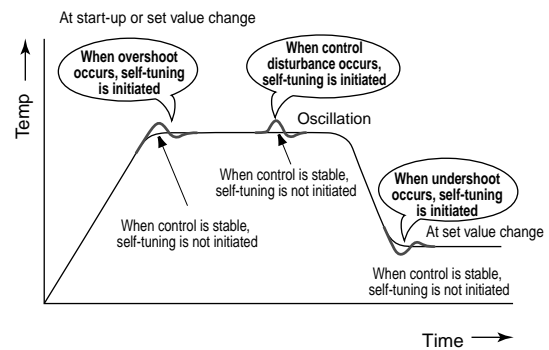 At start-up or set value change
When overshoot
occurs, self-tuning
is initiated
When control
disturbance occurs,
self-tuning is initiated
Temp
Oscillation
When control is stable,
self-tuning is not initiated
When undershoot
occurs, self-tuning
is initiated
When control is stable,
self-tuning is not initiated
At set value change
When control is stable,
self-tuning is not initiated
Time